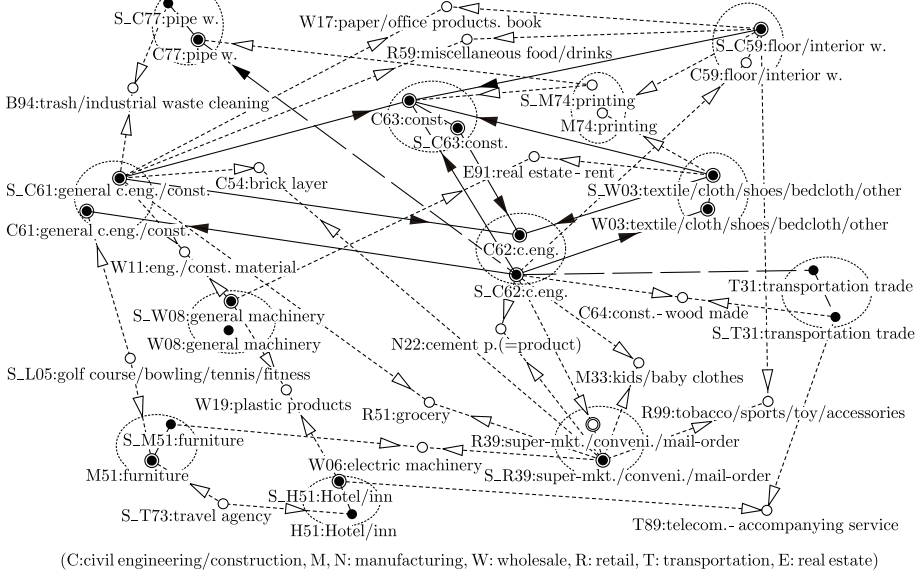 S_C77:pipe w.
W17:paper/office products. book
C77:pipe w.
R59:miscellaneous food/drinks
S_C59:floor/interior w.
C59:floor/interior w.
B94:trash/industrial waste cleaning
S_M74:printing
C63:const.
M74:printing
S_C63:const.
E91:real estate-rent
S_C61:general c.eng./const.
C54:brick layer
S_W03:textile/cloth/shoes/bedcloth/other
C61:general c.eng./const.
W03:textile/cloth/shoes/bedcloth/other
C62:c.eng.
W11:eng./const. material
S_C62:c.eng.
T31:transportation trade
S_W08:general machinery
C64:const.-wood made
S_T31:transportation trade
W08:general machinery
N22:cement p.(=product)
S_L05:golf course/bowling/tennis/fitness
M33:kids/baby clothes
W19:plastic products
R51:grocery
R99:tobacco/sports/toy/accessories
S_M51:furniture
R39:super-mkt./conveni./mail-order
M51:furniture
W06:electric machinery
S_R39:super-mkt./conveni./mail-order
S_H51:Hotel/inn
S_T73:travel agency
H51:Hotel/inn
T89:telecom.-accompanying service
(C:civil engineering/construction, M, N: manufacturing, W: wholesale, R: retail, T: transportation, E: real estate)